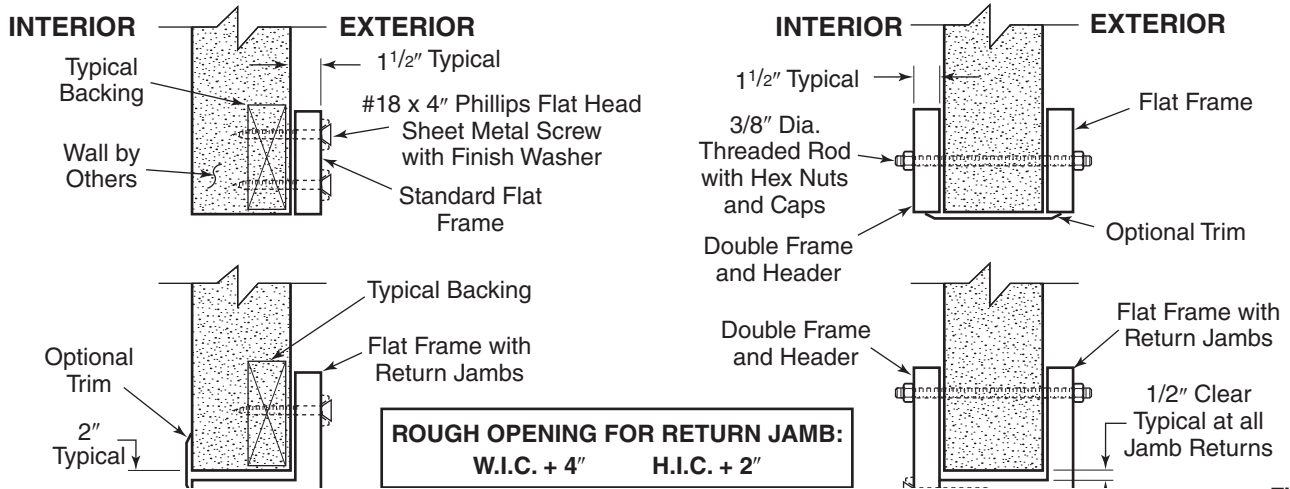 INTERIOR
EXTERIOR
Typical
Backing
1 1/2″ Typical
#18 x 4″ Phillips Flat Head
Sheet Metal Screw
with Finish Washer
Wall by
Others
Standard Flat
Frame
INTERIOR
EXTERIOR
1 1/2″ Typical
Flat Frame
3/8″ Dia.
Threaded Rod
with Hex Nuts
and Caps
Double Frame
and Header
Optional Trim
Typical Backing
Optional
Trim
Flat Frame with
Return Jambs
2″
Typical
ROUGH OPENING FOR RETURN JAMB:
W.I.C. + 4″ H.I.C. + 2″
Double Frame
and Header
Flat Frame with
Return Jambs
1/2″ Clear
Typical at all
Jamb Returns